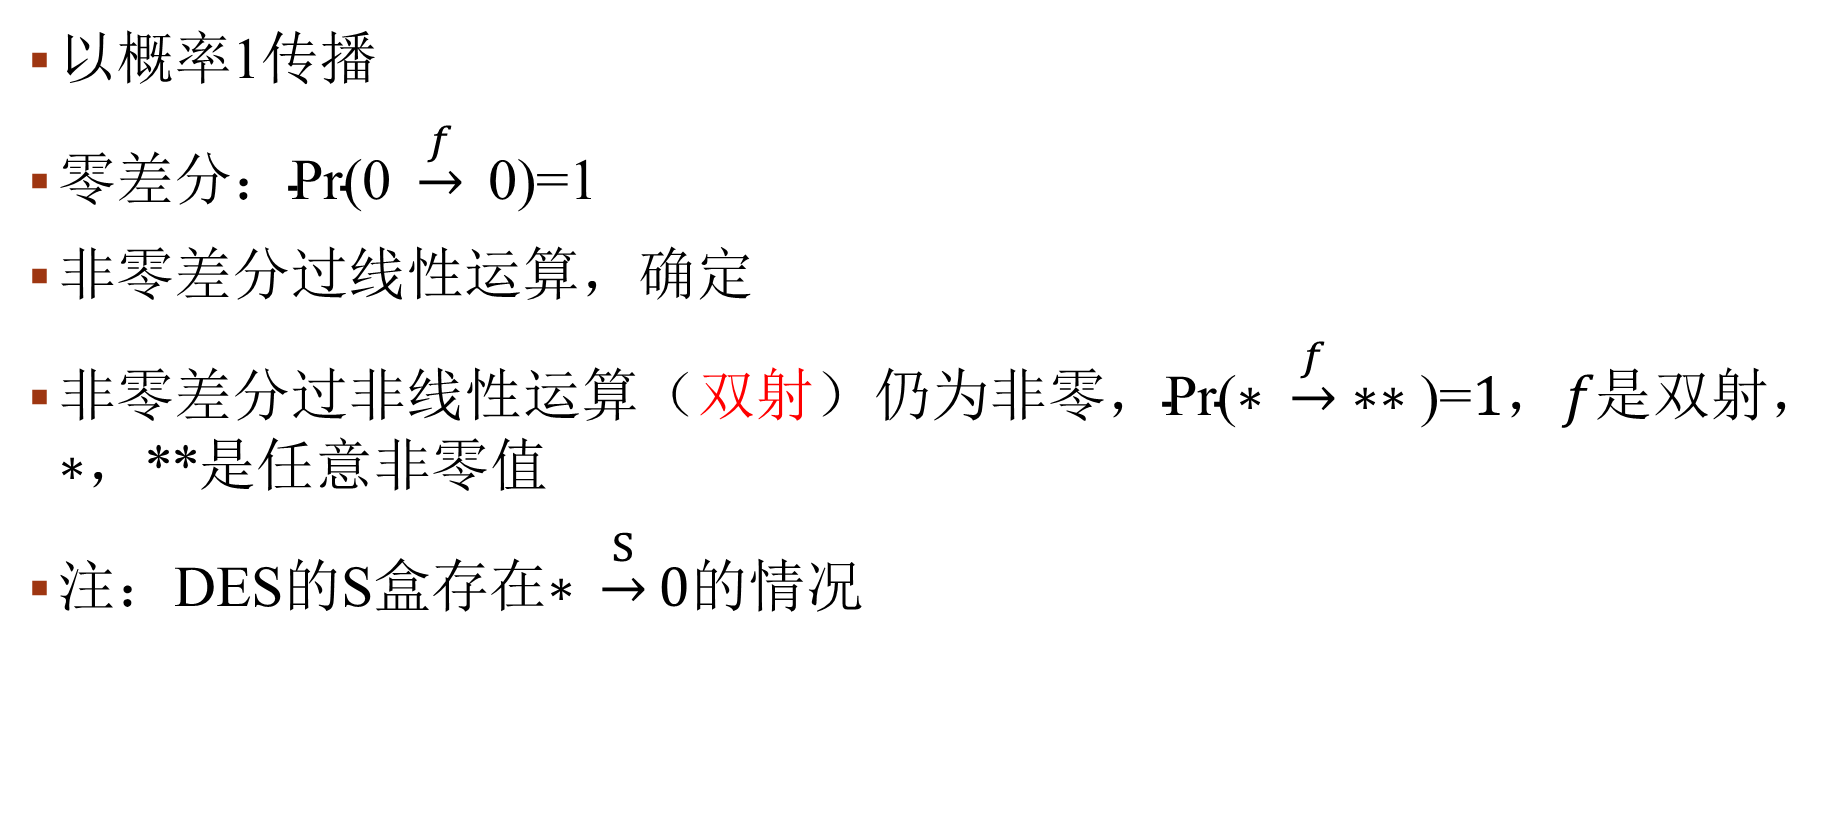 ▪以概率1传播
▪零差分：Pr(0 \xrightarrow{f} 0)=1
▪非零差分过线性运算，确定
▪非零差分过非线性运算（双射）仍为非零，Pr(∗ \xrightarrow{f} ∗∗ )=1，f是双射，
∗，**是任意非零值
▪注：DES的S盒存在∗ \xrightarrow{S} 0的情况